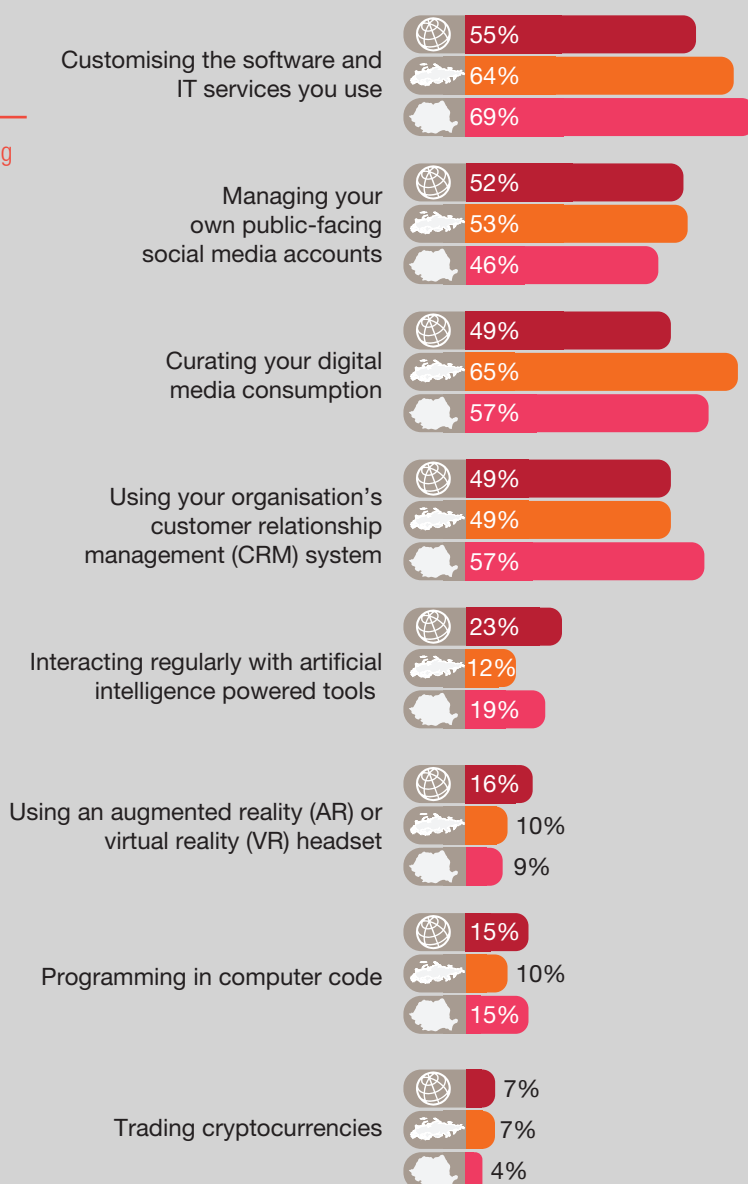 Customising the software and
IT services you use
55%
64%
69%
g
Managing your
own public-facing
social media accounts
52%
53%
46%
Curating your digital
media consumption
49%
65%
57%
Using your organisation's
customer relationship
management (CRM) system
49%
49%
57%
Interacting regularly with artificial
intelligence powered tools
23%
12%
19%
Using an augmented reality (AR) or
virtual reality (VR) headset
16%
10%
9%
Programming in computer code
15%
10%
15%
Trading cryptocurrencies
7%
7%
4%